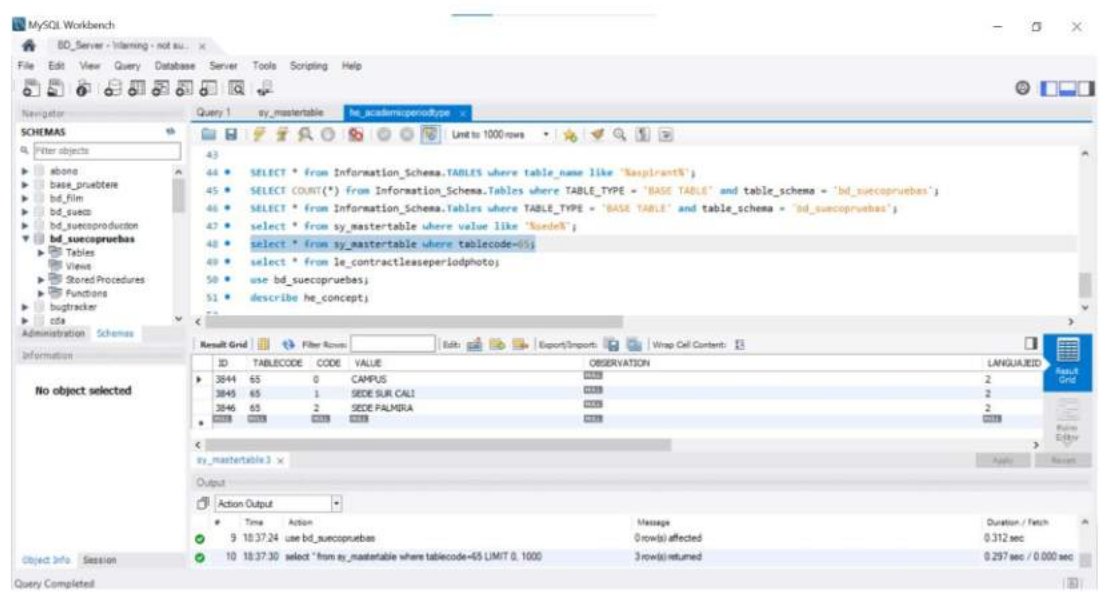 MySQL Workbench
BD_Server - Warning - not su..
File Edit View Query Database Server Tools Scripting Help
Navigator
Query 1 sy_mastertable he_academicperiodtype
SCHEMAS
Filter objects
Limit to 1000 rows
abono
base_pruebtere
bd_film
bd_sueco
bd_suecoproduccion
bd_suecopruebas
Tables
Views
Stored Procedures
Functions
bugtracker
cda
Administration Schemas
43
44 SELECT * from Information_Schema.TABLES where table_name like '%aspirant%';
45 SELECT COUNT(*) from Information_Schema.Tables where TABLE_TYPE = 'BASE TABLE' and table_schema = 'bd_suecopruebas';
46 SELECT * from Information_Schema.Tables where TABLE_TYPE = 'BASE TABLE' and table_schema = 'bd_suecopruebas';
47 select * from sy_mastertable where value like '%sede%';
48 select * from sy_mastertable where tablecode=65;
49 select * from le_contractleaseperiodphoto;
50 use bd_suecopruebas;
51 describe he_concept;
Information
No object selected
Result Grid Filter Rows: Edit: Export/Import: Wrap Cell Content:
ID TABLECODE CODE VALUE OBSERVATION LANGUAJEID
3844 65 0 CAMPUS NULL 2
3845 65 1 SEDE SUR CALI NULL 2
3846 65 2 SEDE PALMIRA NULL 2
NULL NULL NULL NULL NULL NULL
Result Grid
Form Editor
sy_mastertable 3
Apply Revert
Output
Action Output
# Time Action Message Duration / Fetch
9 18:37:24 use bd_suecopruebas 0 row(s) affected 0.312 sec
10 18:37:30 select * from sy_mastertable where tablecode=65 LIMIT 0, 1000 3 row(s) returned 0.297 sec / 0.000 sec
Object Info Session
Query Completed